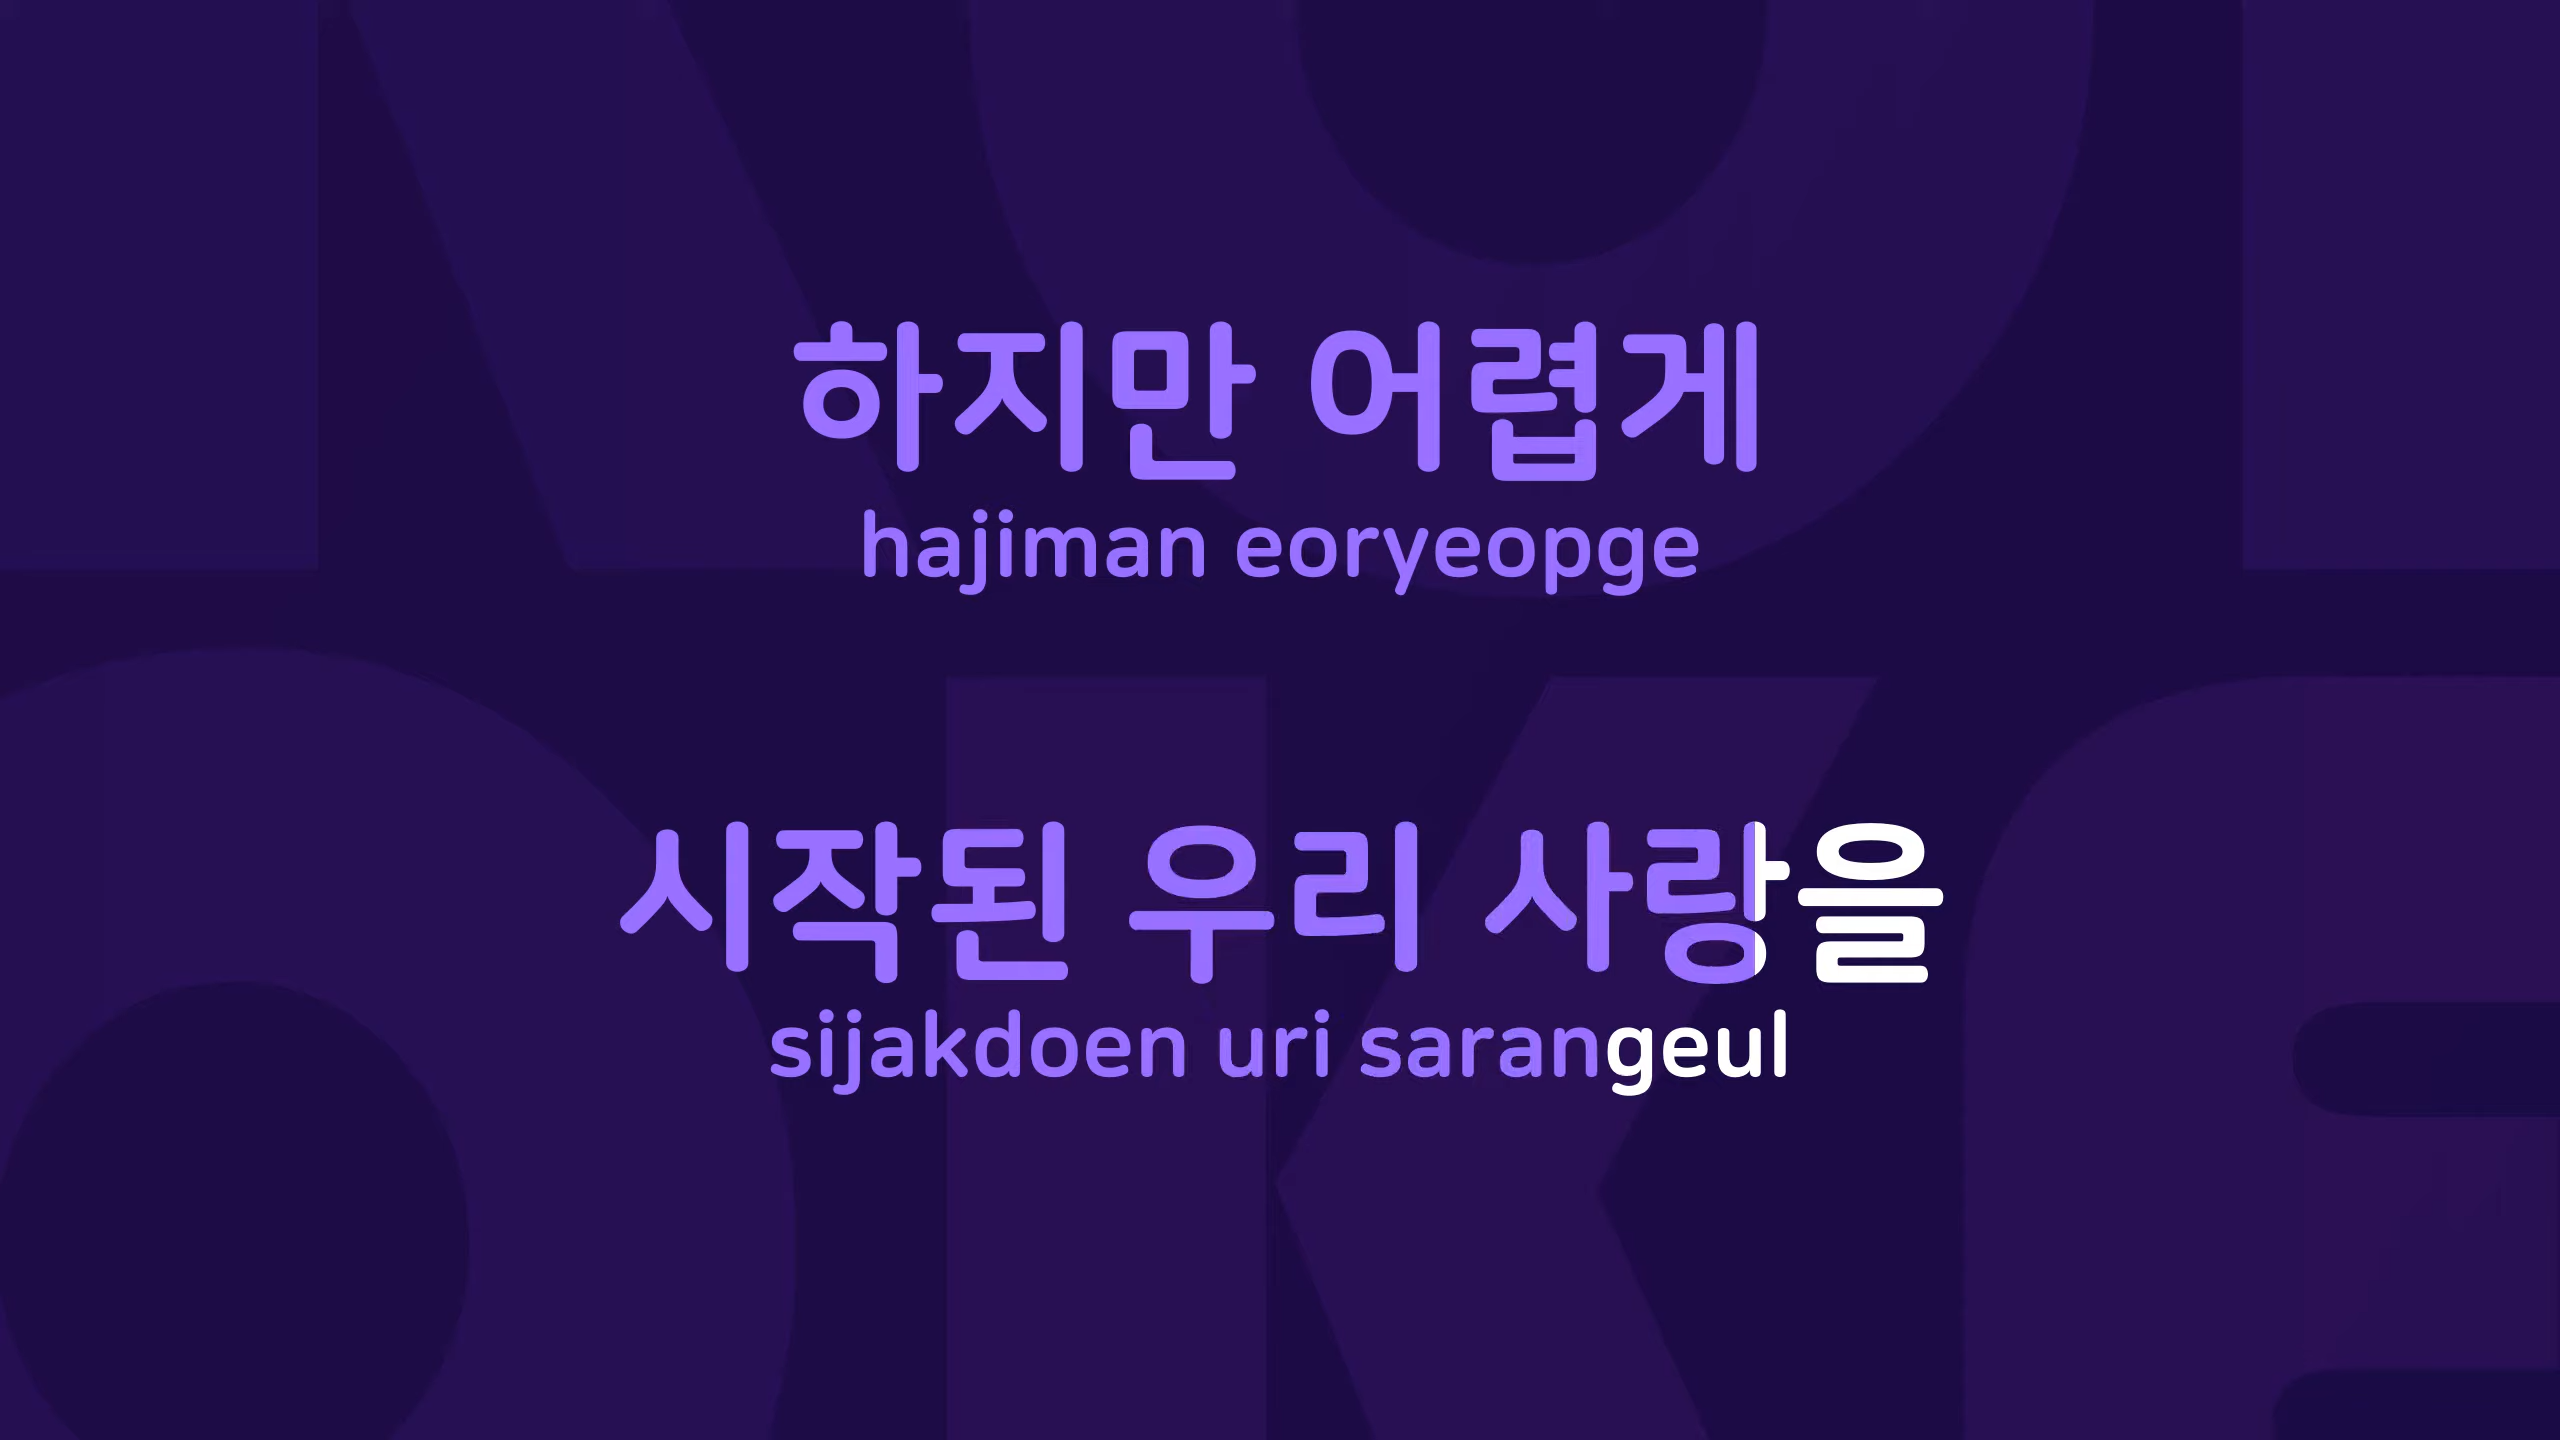 하지만 어렵게
hajiman eoryeopge
시작된 우리 사랑을
sijakdoen uri sarangeul